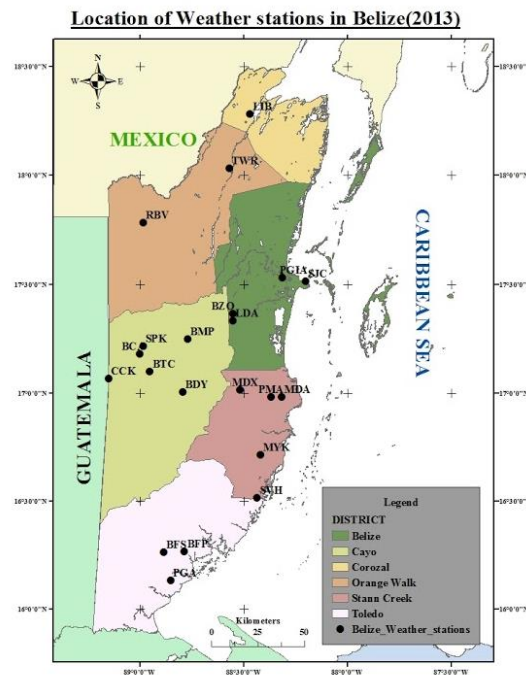 Location of Weather stations in Belize(2013)
18°30'0"N
18°30'0"N
N
W E
S
LIB
MEXICO
TWR
18°0'0"N
18°0'0"N
RBV
CARIBBEAN SEA
PGIA SJC
17°30'0"N
17°30'0"N
BZO
LDA
BMP
SPK
BC
BTC
CCK
BDY
MDX
PMA MDA
17°0'0"N
17°0'0"N
GUATEMALA
MYK
SVH
16°30'0"N
16°30'0"N
BFS BFP
PGA
16°0'0"N
16°0'0"N
Legend
DISTRICT
Belize
Cayo
Corozal
Orange Walk
Stann Creek
Toledo
Belize_Weather_stations
Kilometers
0 25 50
89°0'0"W
88°30'0"W
88°0'0"W
87°30'0"W